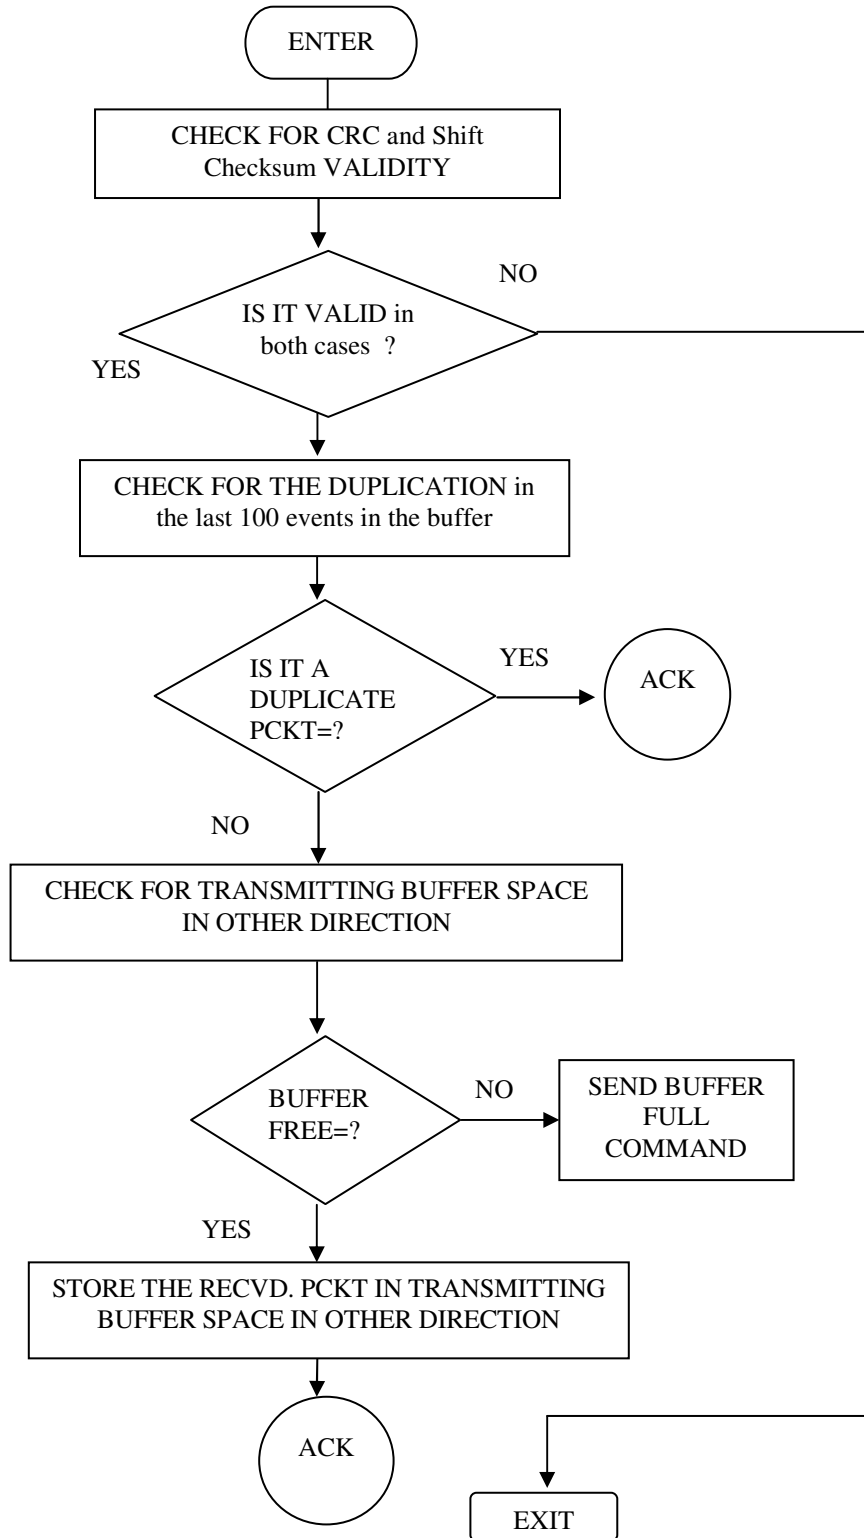 ENTER
CHECK FOR CRC and Shift
Checksum VALIDITY
NO
IS IT VALID in
both cases ?
YES
CHECK FOR THE DUPLICATION in
the last 100 events in the buffer
IS IT A
DUPLICATE
PCKT=?
YES
ACK
NO
CHECK FOR TRANSMITTING BUFFER SPACE
IN OTHER DIRECTION
BUFFER
FREE=?
NO
SEND BUFFER
FULL
COMMAND
YES
STORE THE RECVD. PCKT IN TRANSMITTING
BUFFER SPACE IN OTHER DIRECTION
ACK
EXIT